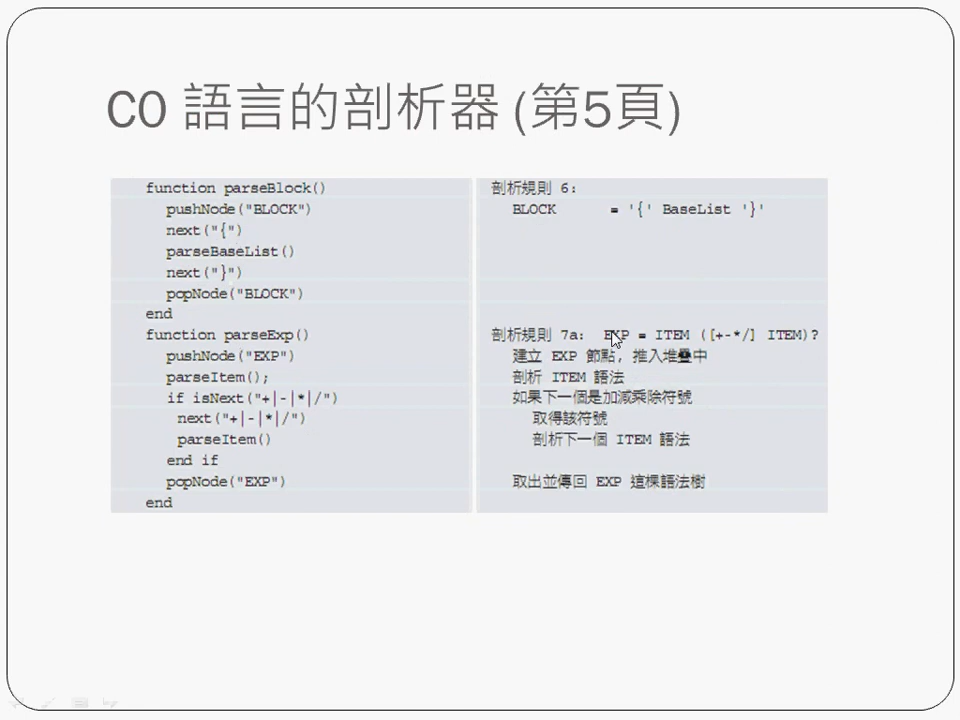 C0 語言的剖析器 (第5頁)
function parseBlock()
pushNode("BLOCK")
next("{")
parseBaseList()
next("}")
popNode("BLOCK")
end
function parseExp()
pushNode("EXP")
parseItem();
if isNext("+|-|*|/")
next("+|-|*|/")
parseItem()
end if
popNode("EXP")
end
剖析規則 6:
BLOCK = '{' BaseList '}'
剖析規則 7a: EXP = ITEM ([+-*/] ITEM)?
建立 EXP 節點, 推入堆疊中
剖析 ITEM 語法
如果下一個是加減乘除符號
取得該符號
剖析下一個 ITEM 語法
取出並傳回 EXP 這棵語法樹